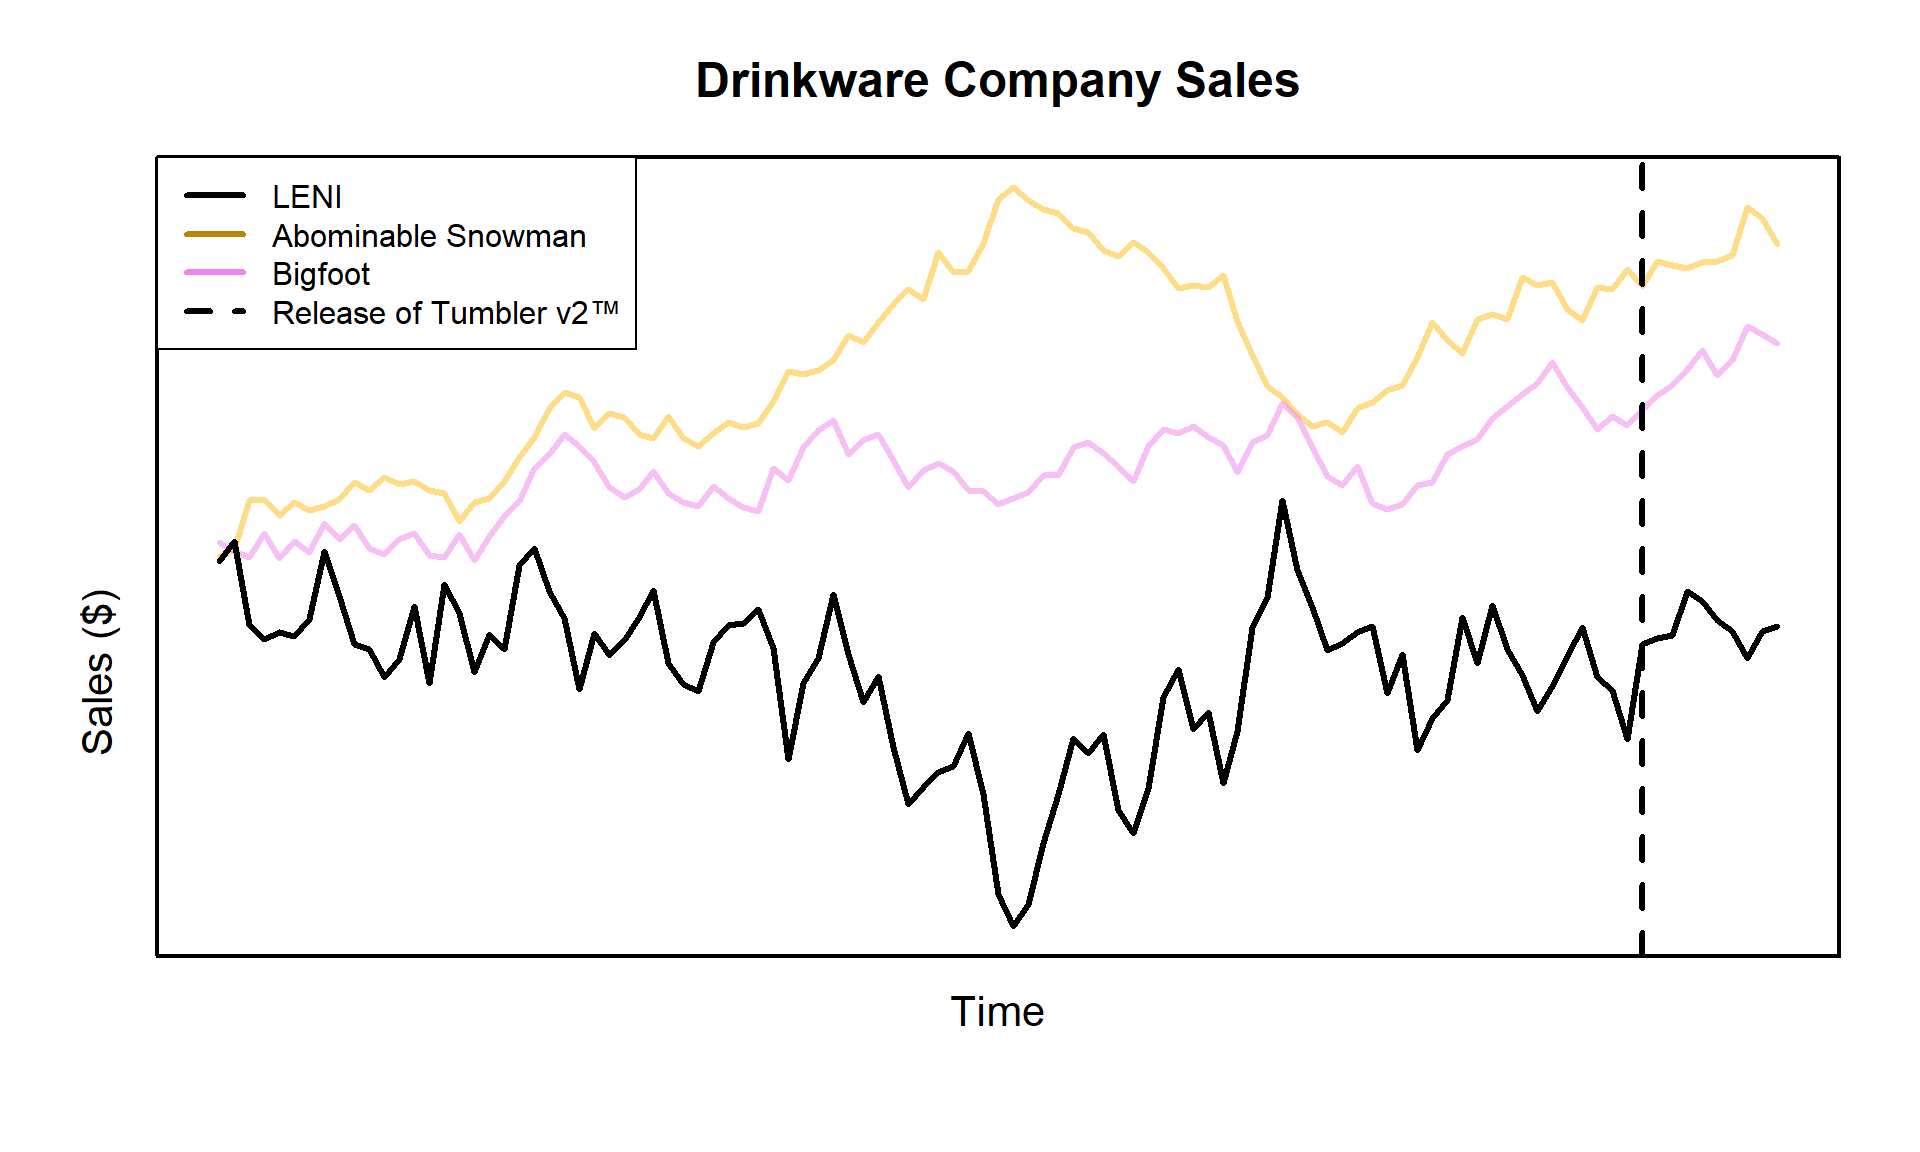 Drinkware Company Sales
LENI
Abominable Snowman
Bigfoot
Release of Tumbler v2™
Sales ($)
Time